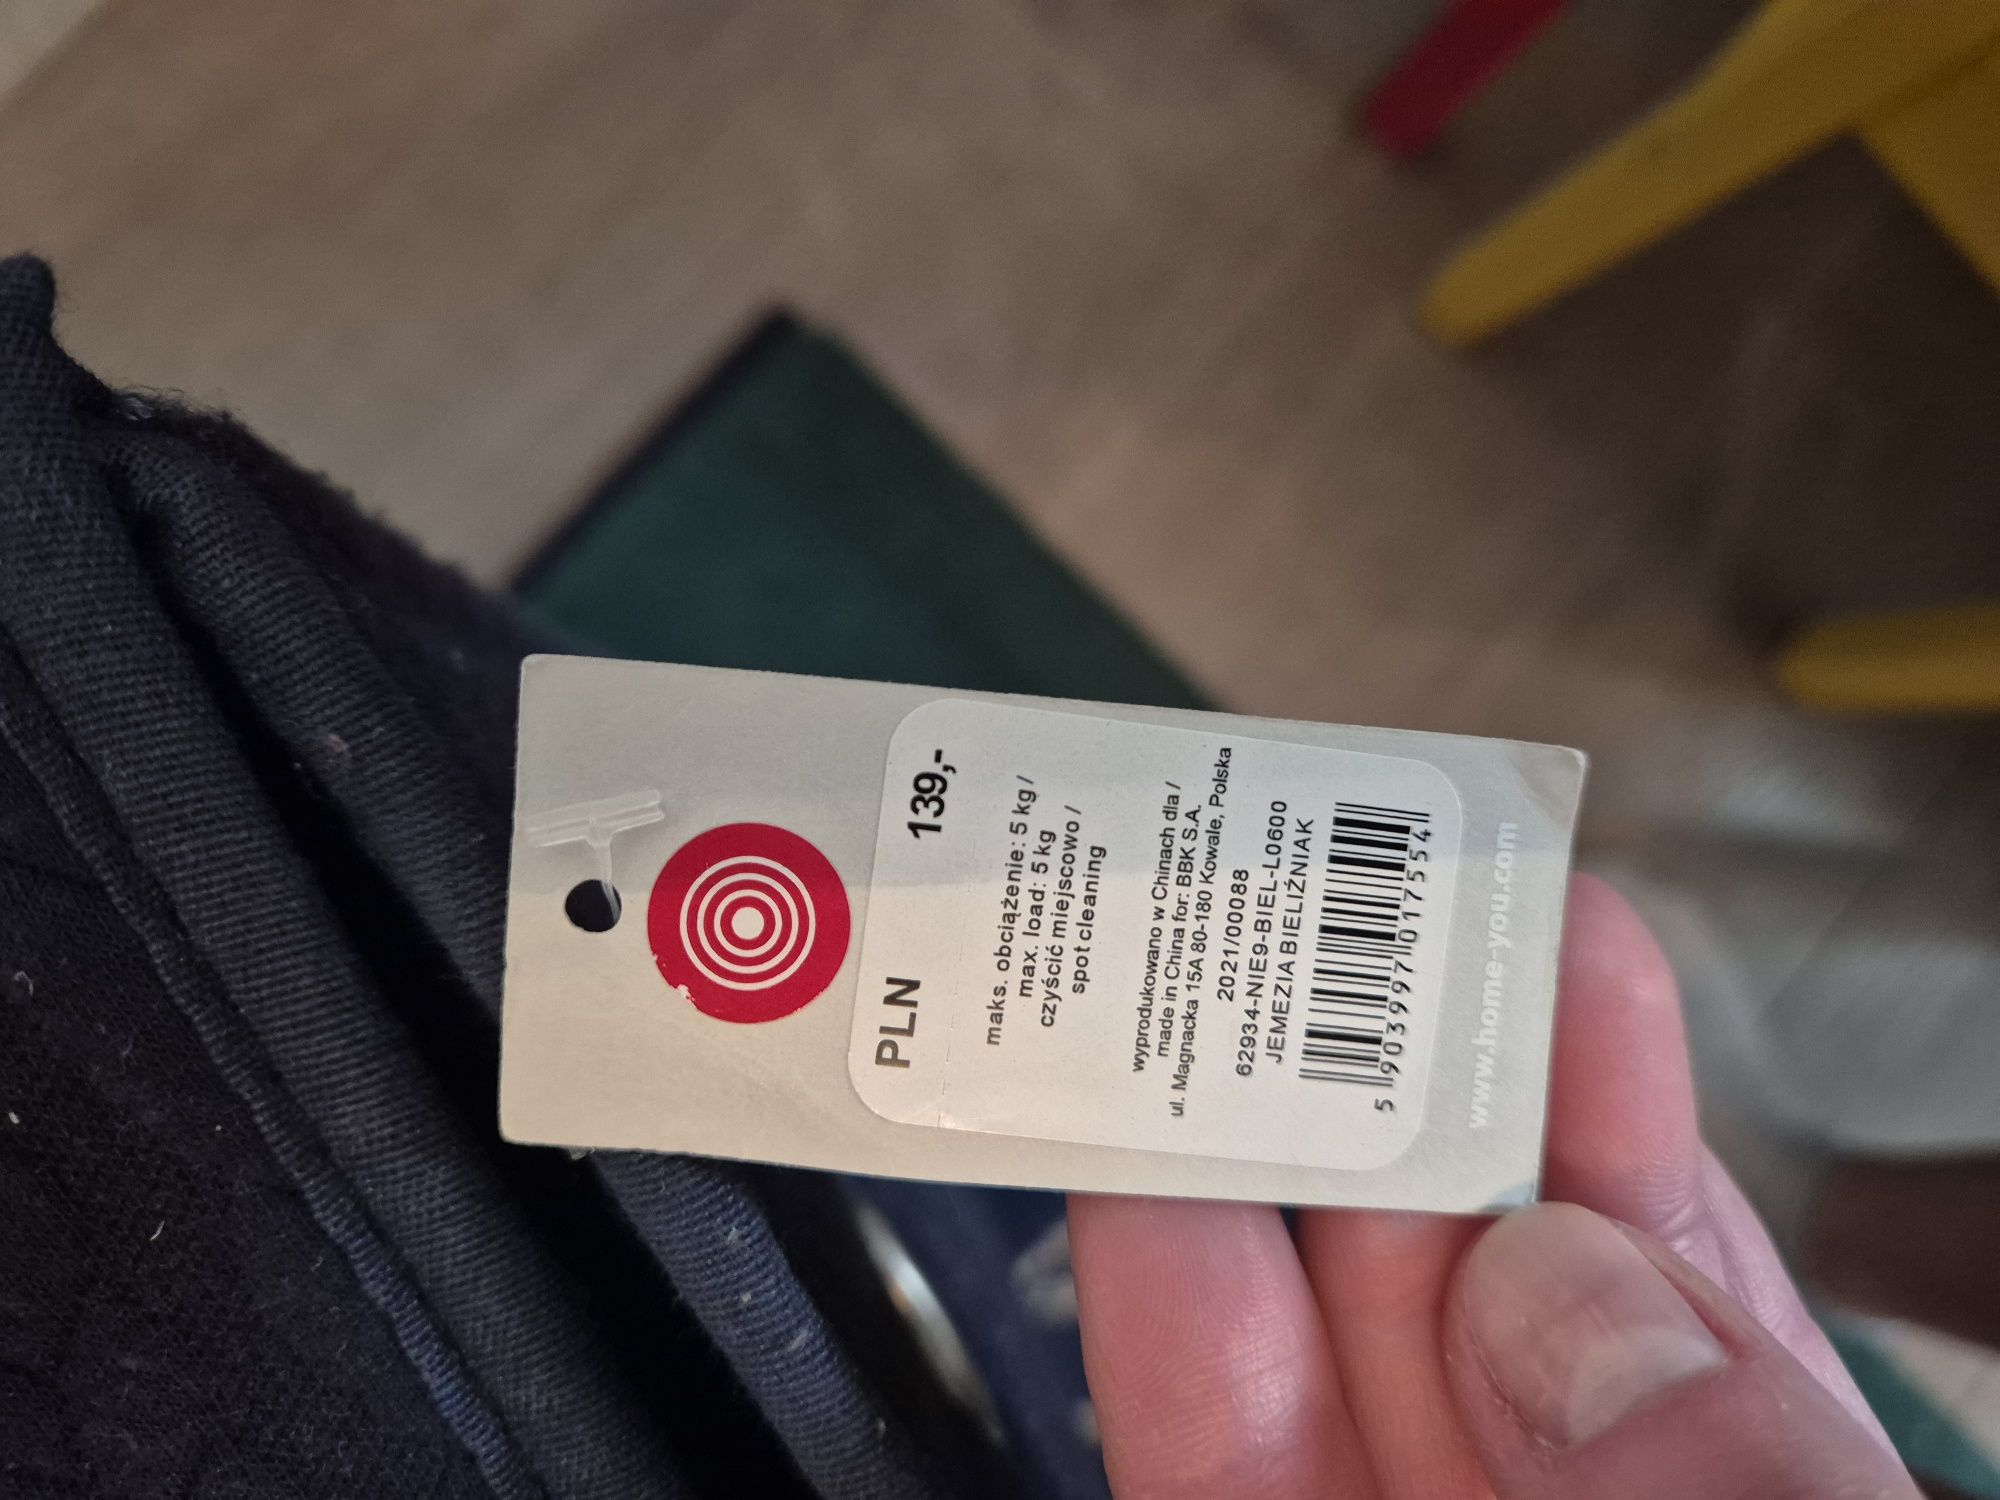 PLN 139,-
maks. obciążenie: 5 kg /
max. load: 5 kg
czyścić miejscowo /
spot cleaning
wyprodukowano w Chinach dla /
made in China for: BBK S.A.
ul. Magnacka 15A 80-180 Kowale, Polska
2021/00088
62934-NIE9-BIEL-L0600
JEMEZIA BIELIŹNIAK
5 903997 017554
www.home-you.com